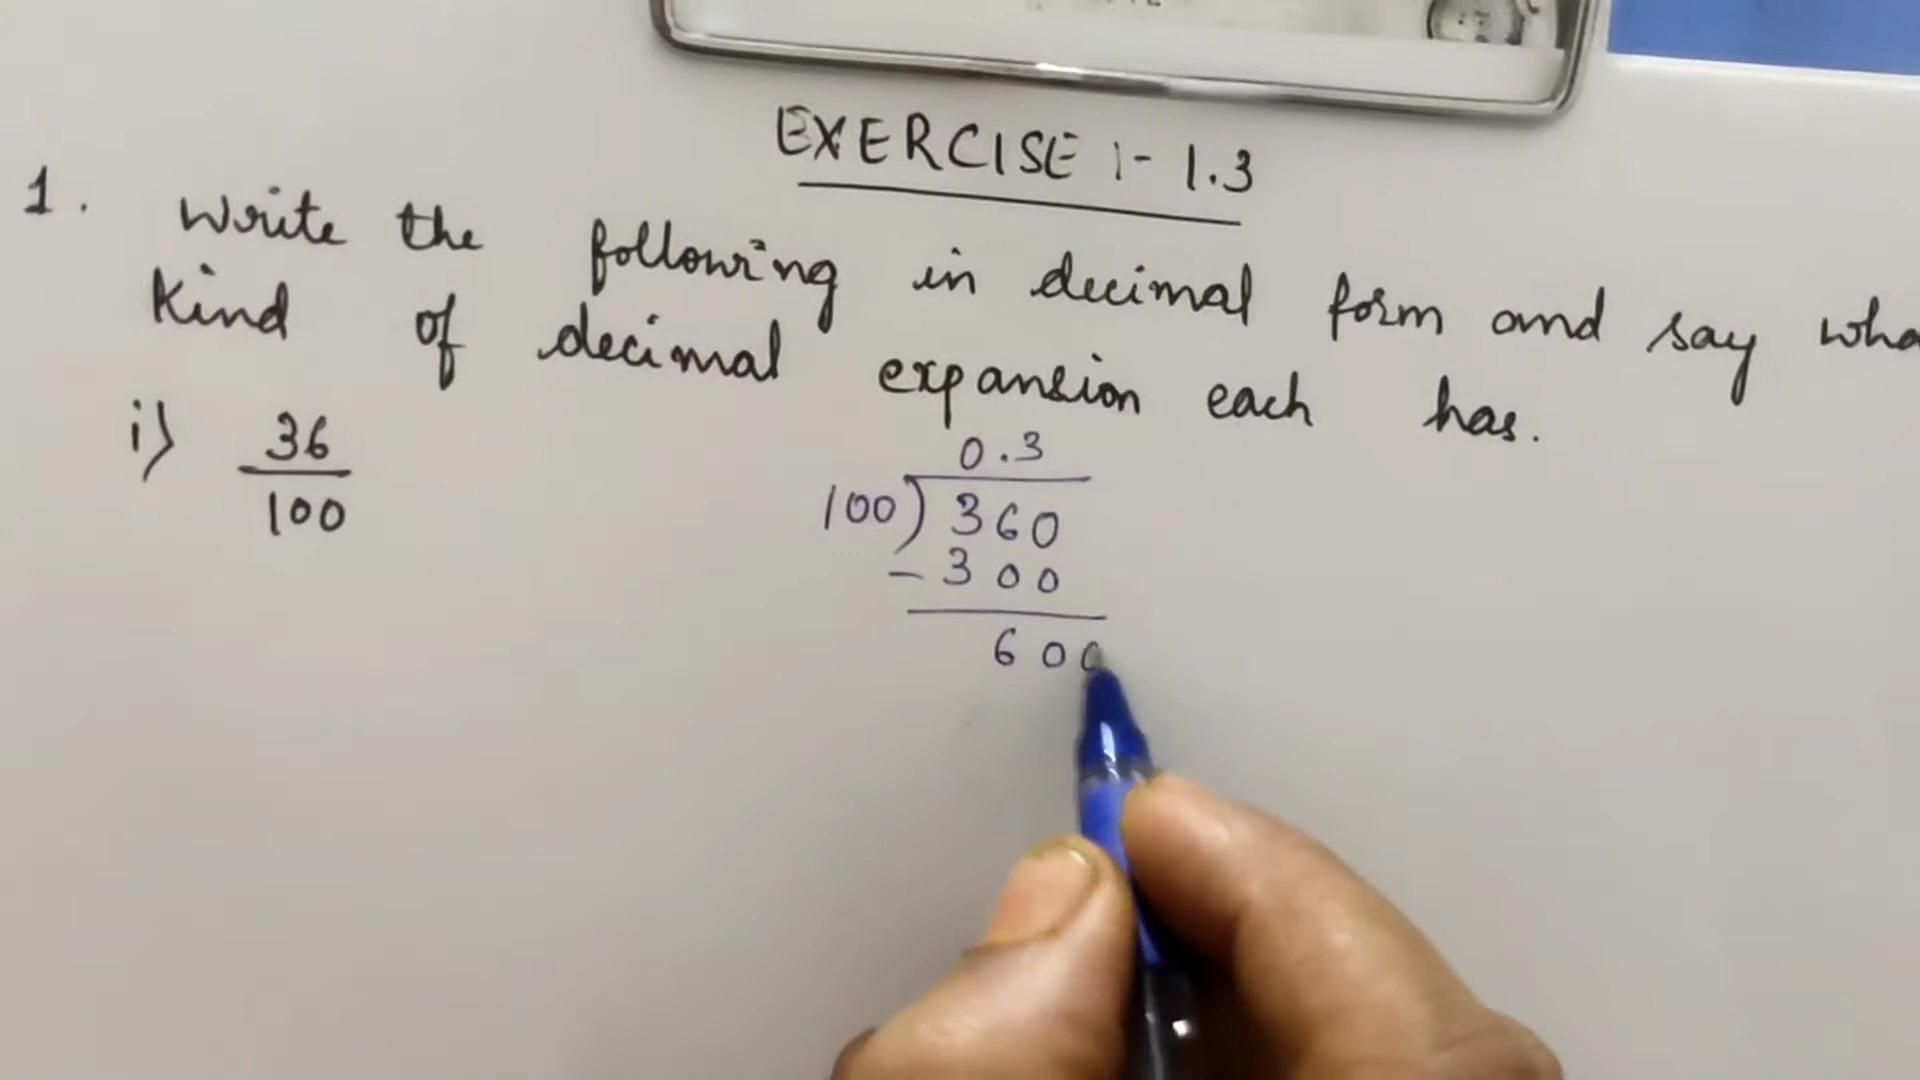 EXERCISE :- 1.3
1. Write the following in decimal form and say
Kind of decimal expansion each has.
i) 36
100
0.3
100) 360
- 300
600